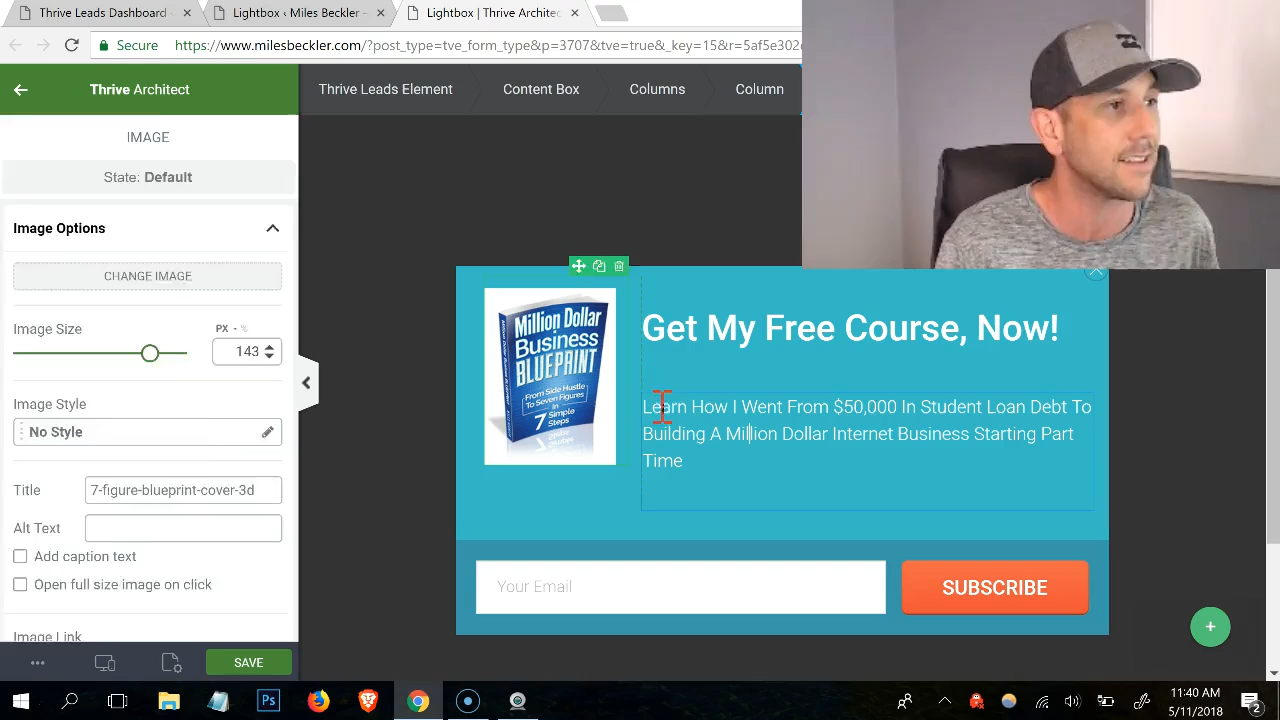 Thrive Leads Dashboard
Lightbox ‹ Miles Beckler ‹
Lightbox | Thrive Architec
Secure
https://www.milesbeckler.com/?post_type=tve_form_type&p=3707&tve=true&_key=15&r=5af5e302
Thrive Architect
Thrive Leads Element
Content Box
Columns
Column
IMAGE
State: Default
Image Options
CHANGE IMAGE
Image Size
PX - %
143
Image Style
No Style
Title
7-figure-blueprint-cover-3d
Alt Text
Add caption text
Open full size image on click
Image Link
SAVE
Million Dollar
Business
BLUEPRINT
From Side Hustle
To Seven Figures
In
7 Simple
Steps
Get My Free Course, Now!
Learn How I Went From $50,000 In Student Loan Debt To
Building A Million Dollar Internet Business Starting Part
Time
Your Email
SUBSCRIBE
Ps
11:40 AM
5/11/2018
2